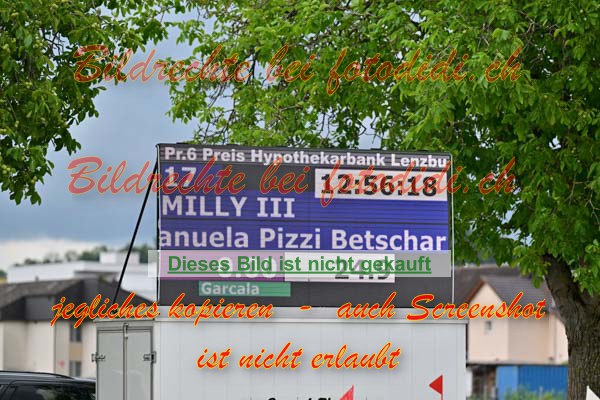 Bildrechte bei fotodidi.ch
Pr.6 Preis Hypothekarbank Lenzbu
27
12:56:18
Bildrechte bei fotodidi.ch
MILLY III
anuela Pizzi Betschar
Dieses Bild ist nicht gekauft
Garcala
jegliches kopieren - auch Screenshot
ist nicht erlaubt